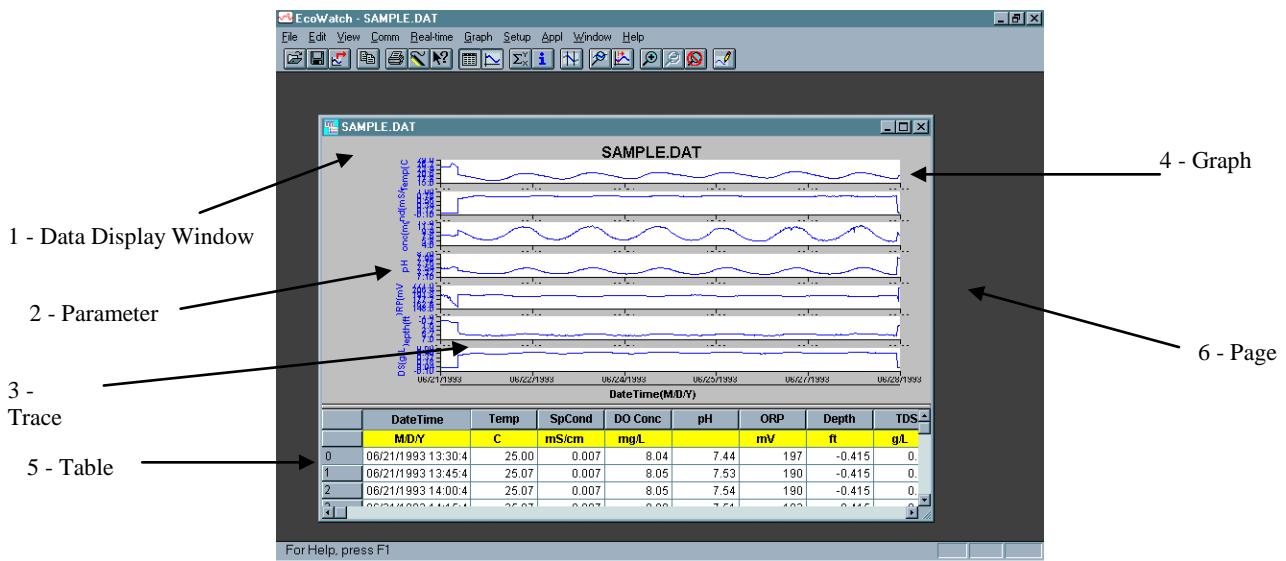 EcoWatch - SAMPLE.DAT
File Edit View Comm Real-time Graph Setup Appl Window Help
SAMPLE.DAT
SAMPLE.DAT
4 - Graph
1 - Data Display Window
pH
2 - Parameter
6 - Page
3 -
Trace
06/21/1993 06/22/1993 06/24/1993 06/25/1993 06/27/1993 06/28/1993
DateTime(M/D/Y)
DateTime Temp SpCond DO Conc pH ORP Depth TDS
M/D/Y C mS/cm mg/L mV ft g/L
0 06/21/1993 13:30:4 25.00 0.007 8.04 7.44 197 -0.415 0.
1 06/21/1993 13:45:4 25.07 0.007 8.05 7.53 190 -0.415 0.
2 06/21/1993 14:00:4 25.07 0.007 8.05 7.54 190 -0.415 0.
5 - Table
For Help, press F1